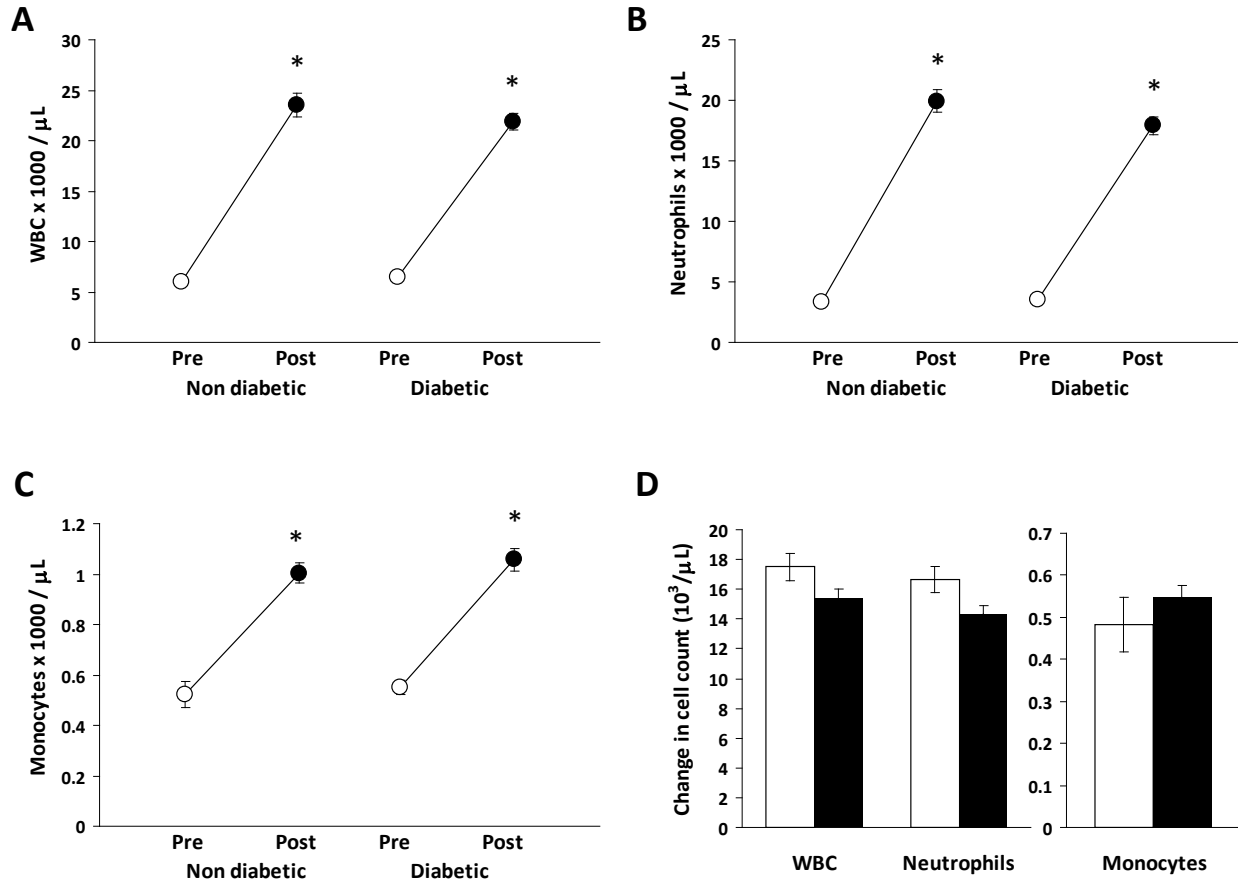 A
WBC x 1000 / μL
30
25
20
15
10
5
0
*
*
Pre Post Pre Post
Non diabetic Diabetic
B
Neutrophils x 1000 / μL
25
20
15
10
5
0
*
*
Pre Post Pre Post
Non diabetic Diabetic
C
Monocytes x 1000 / μL
1.2
1
0.8
0.6
0.4
0.2
0
*
*
Pre Post Pre Post
Non diabetic Diabetic
D
Change in cell count (10³/μL)
20
18
16
14
12
10
8
6
4
2
0
WBC Neutrophils
0.7
0.6
0.5
0.4
0.3
0.2
0.1
0
Monocytes